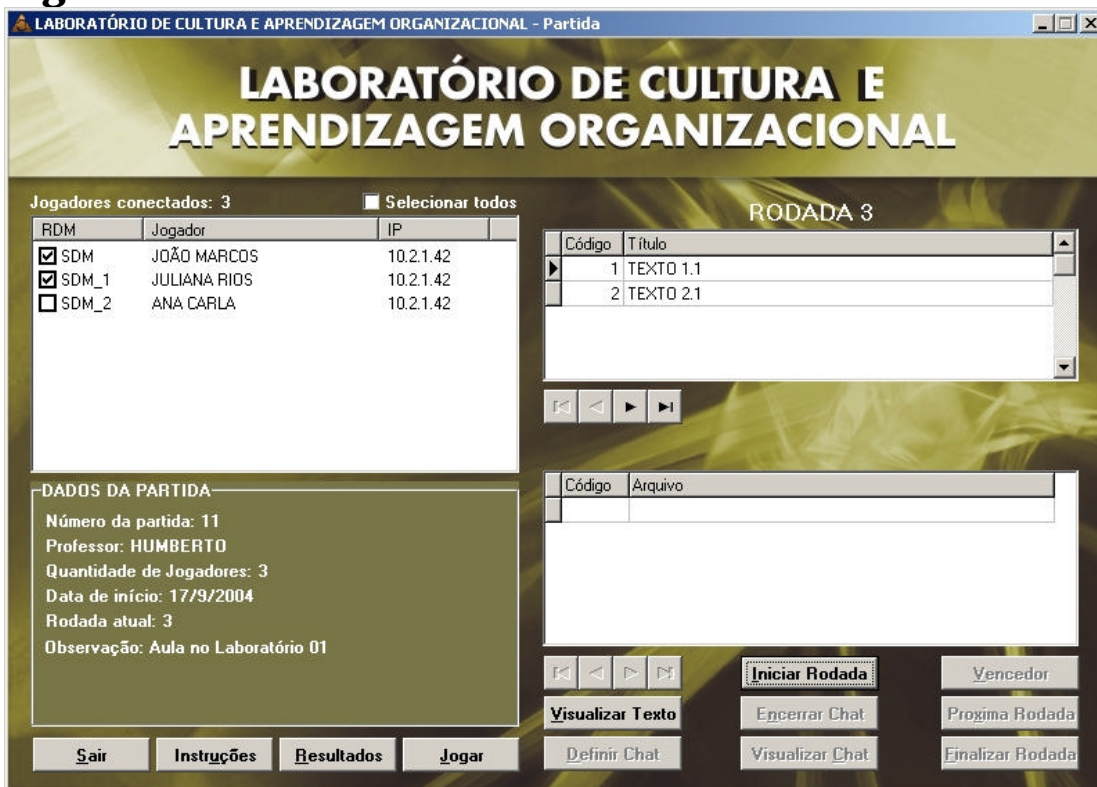 LABORATÓRIO DE CULTURA E APRENDIZAGEM ORGANIZACIONAL - Partida
LABORATÓRIO DE CULTURA E
APRENDIZAGEM ORGANIZACIONAL
Jogadores conectados: 3
Selecionar todos
RDM Jogador IP
SDM JOÃO MARCOS 10.2.1.42
SDM_1 JULIANA RIOS 10.2.1.42
SDM_2 ANA CARLA 10.2.1.42
DADOS DA PARTIDA
Número da partida: 11
Professor: HUMBERTO
Quantidade de Jogadores: 3
Data de início: 17/9/2004
Rodada atual: 3
Observação: Aula no Laboratório 01
Sair Instruções Resultados Jogar
RODADA 3
Código Título
1 TEXTO 1.1
2 TEXTO 2.1
Código Arquivo
Iniciar Rodada Vencedor
Visualizar Texto Encerrar Chat Proxima Rodada
Definir Chat Visualizar Chat Finalizar Rodada